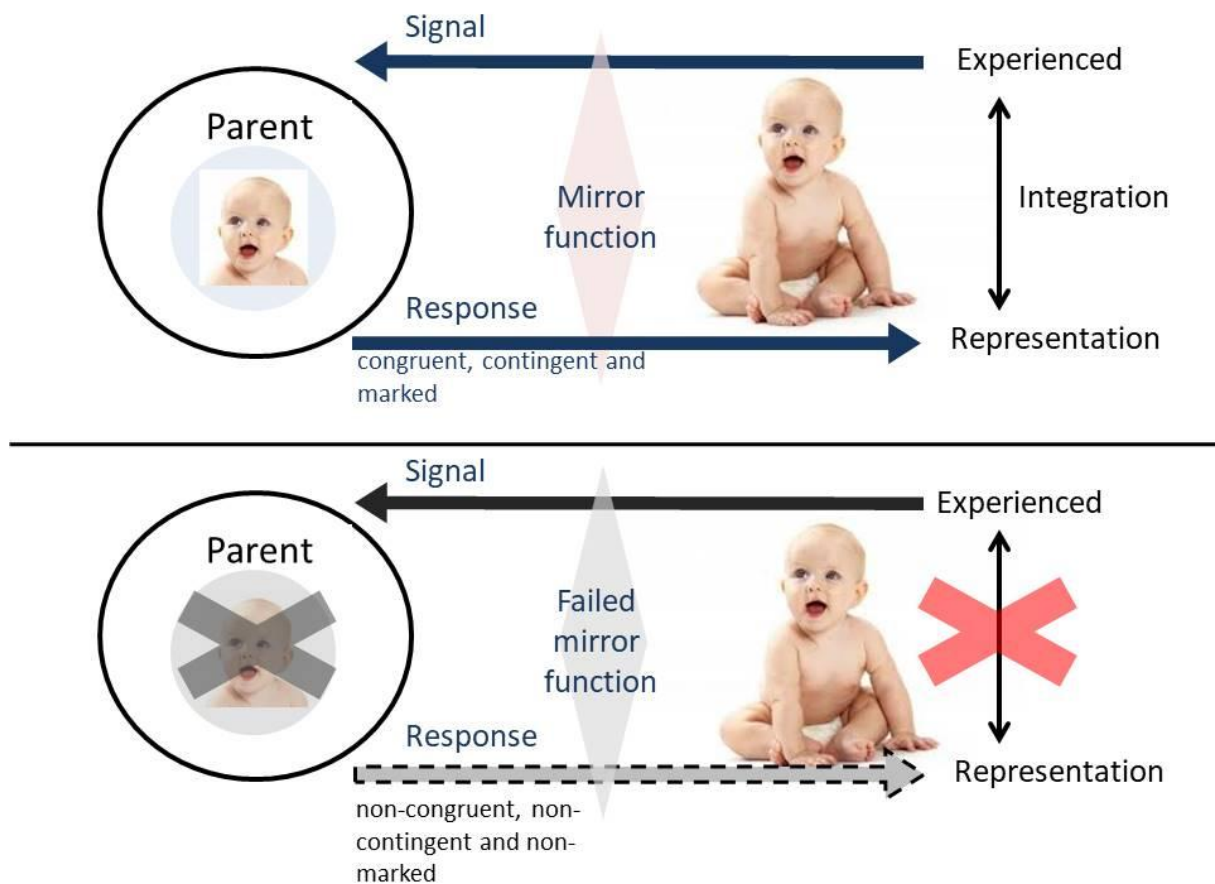 Signal
Experienced
Parent
Mirror
function
Integration
Response
Representation
congruent, contingent and
marked
Signal
Experienced
Parent
Failed
mirror
function
Response
Representation
non-congruent, non-
contingent and non-
marked